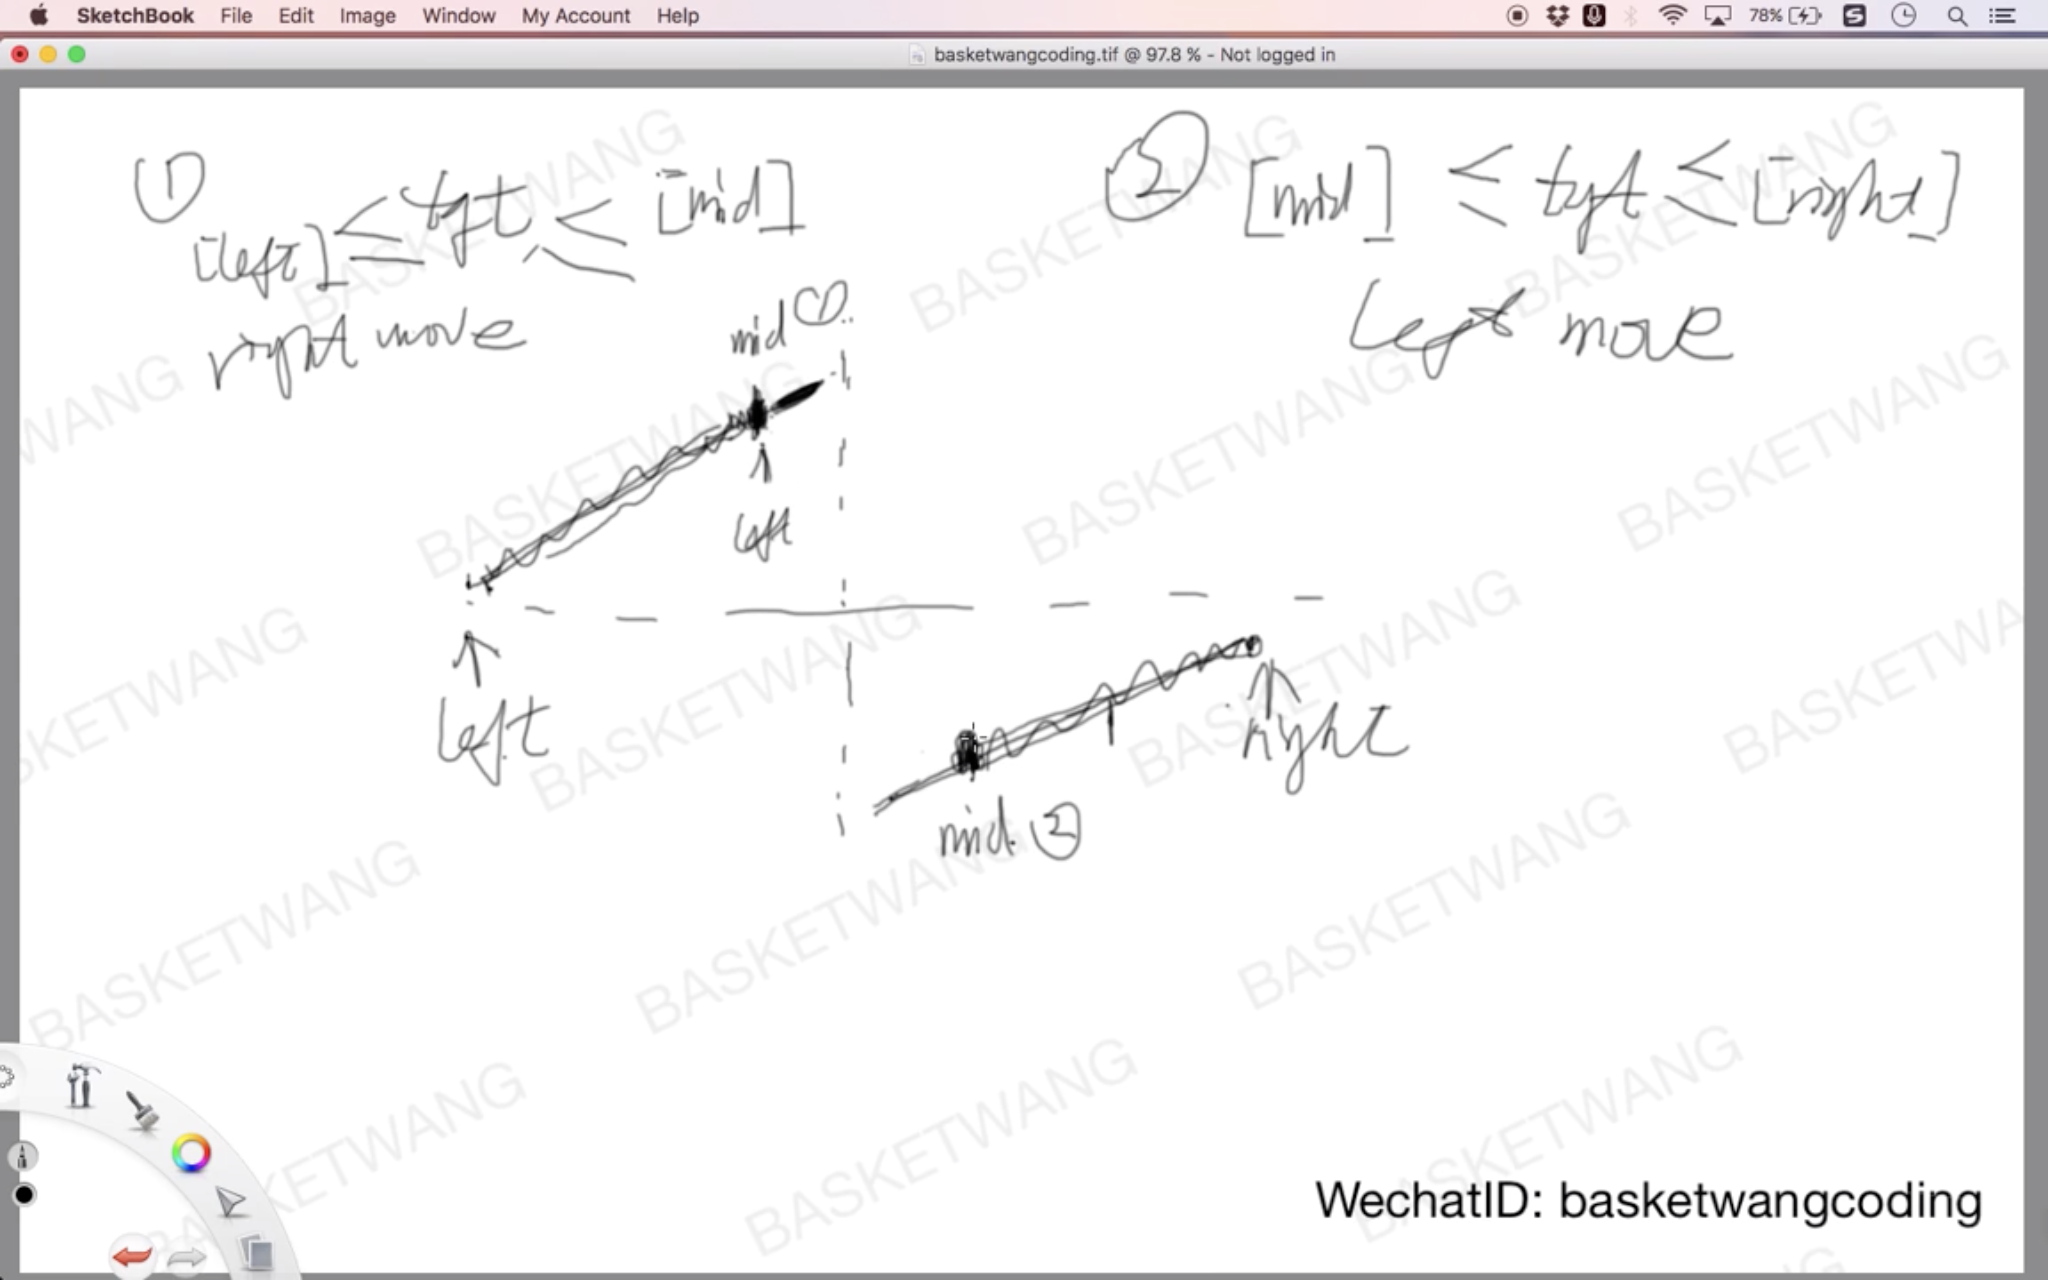 SketchBook File Edit Image Window My Account Help 78%
basketwangcoding.tif @ 97.8 % - Not logged in
① [left] ≤ tgt ≤ [mid]
right move
② [mid] ≤ tgt ≤ [right]
left move
mid ①
left
left
right
mid ②
WechatID: basketwangcoding
BASKETWANG